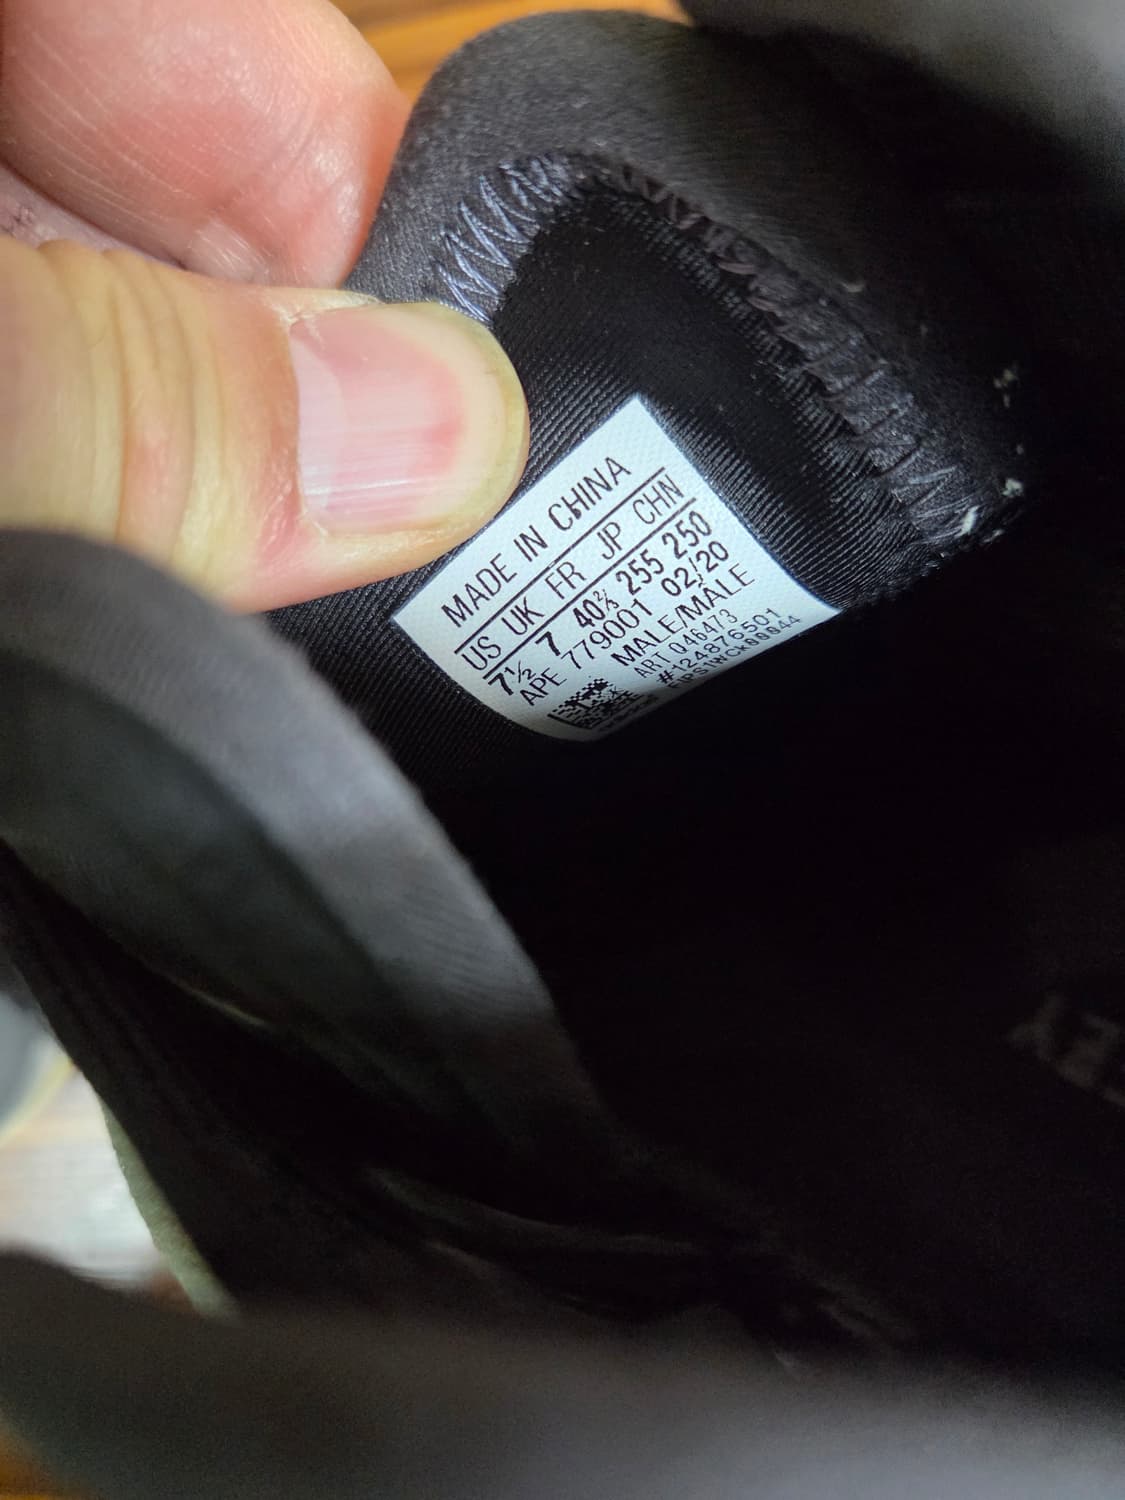 MADE IN CHINA
US UK FR JP CHN
7½ 7 40⅔ 255 250
APE 779001 02/20
MALE/MALE
ART 046473
#124876501